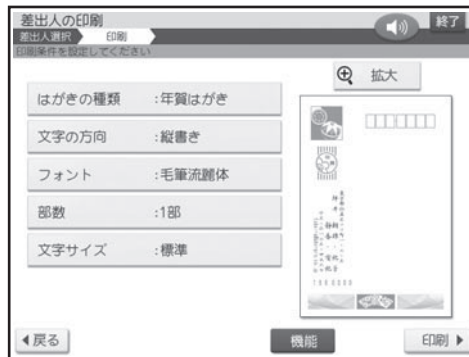 差出人の印刷
終了
差出人選択 印刷
印刷条件を設定してください
拡大
はがきの種類 :年賀はがき
文字の方向 :縦書き
フォント :毛筆流麗体
部数 :1部
文字サイズ :標準
戻る
機能
印刷